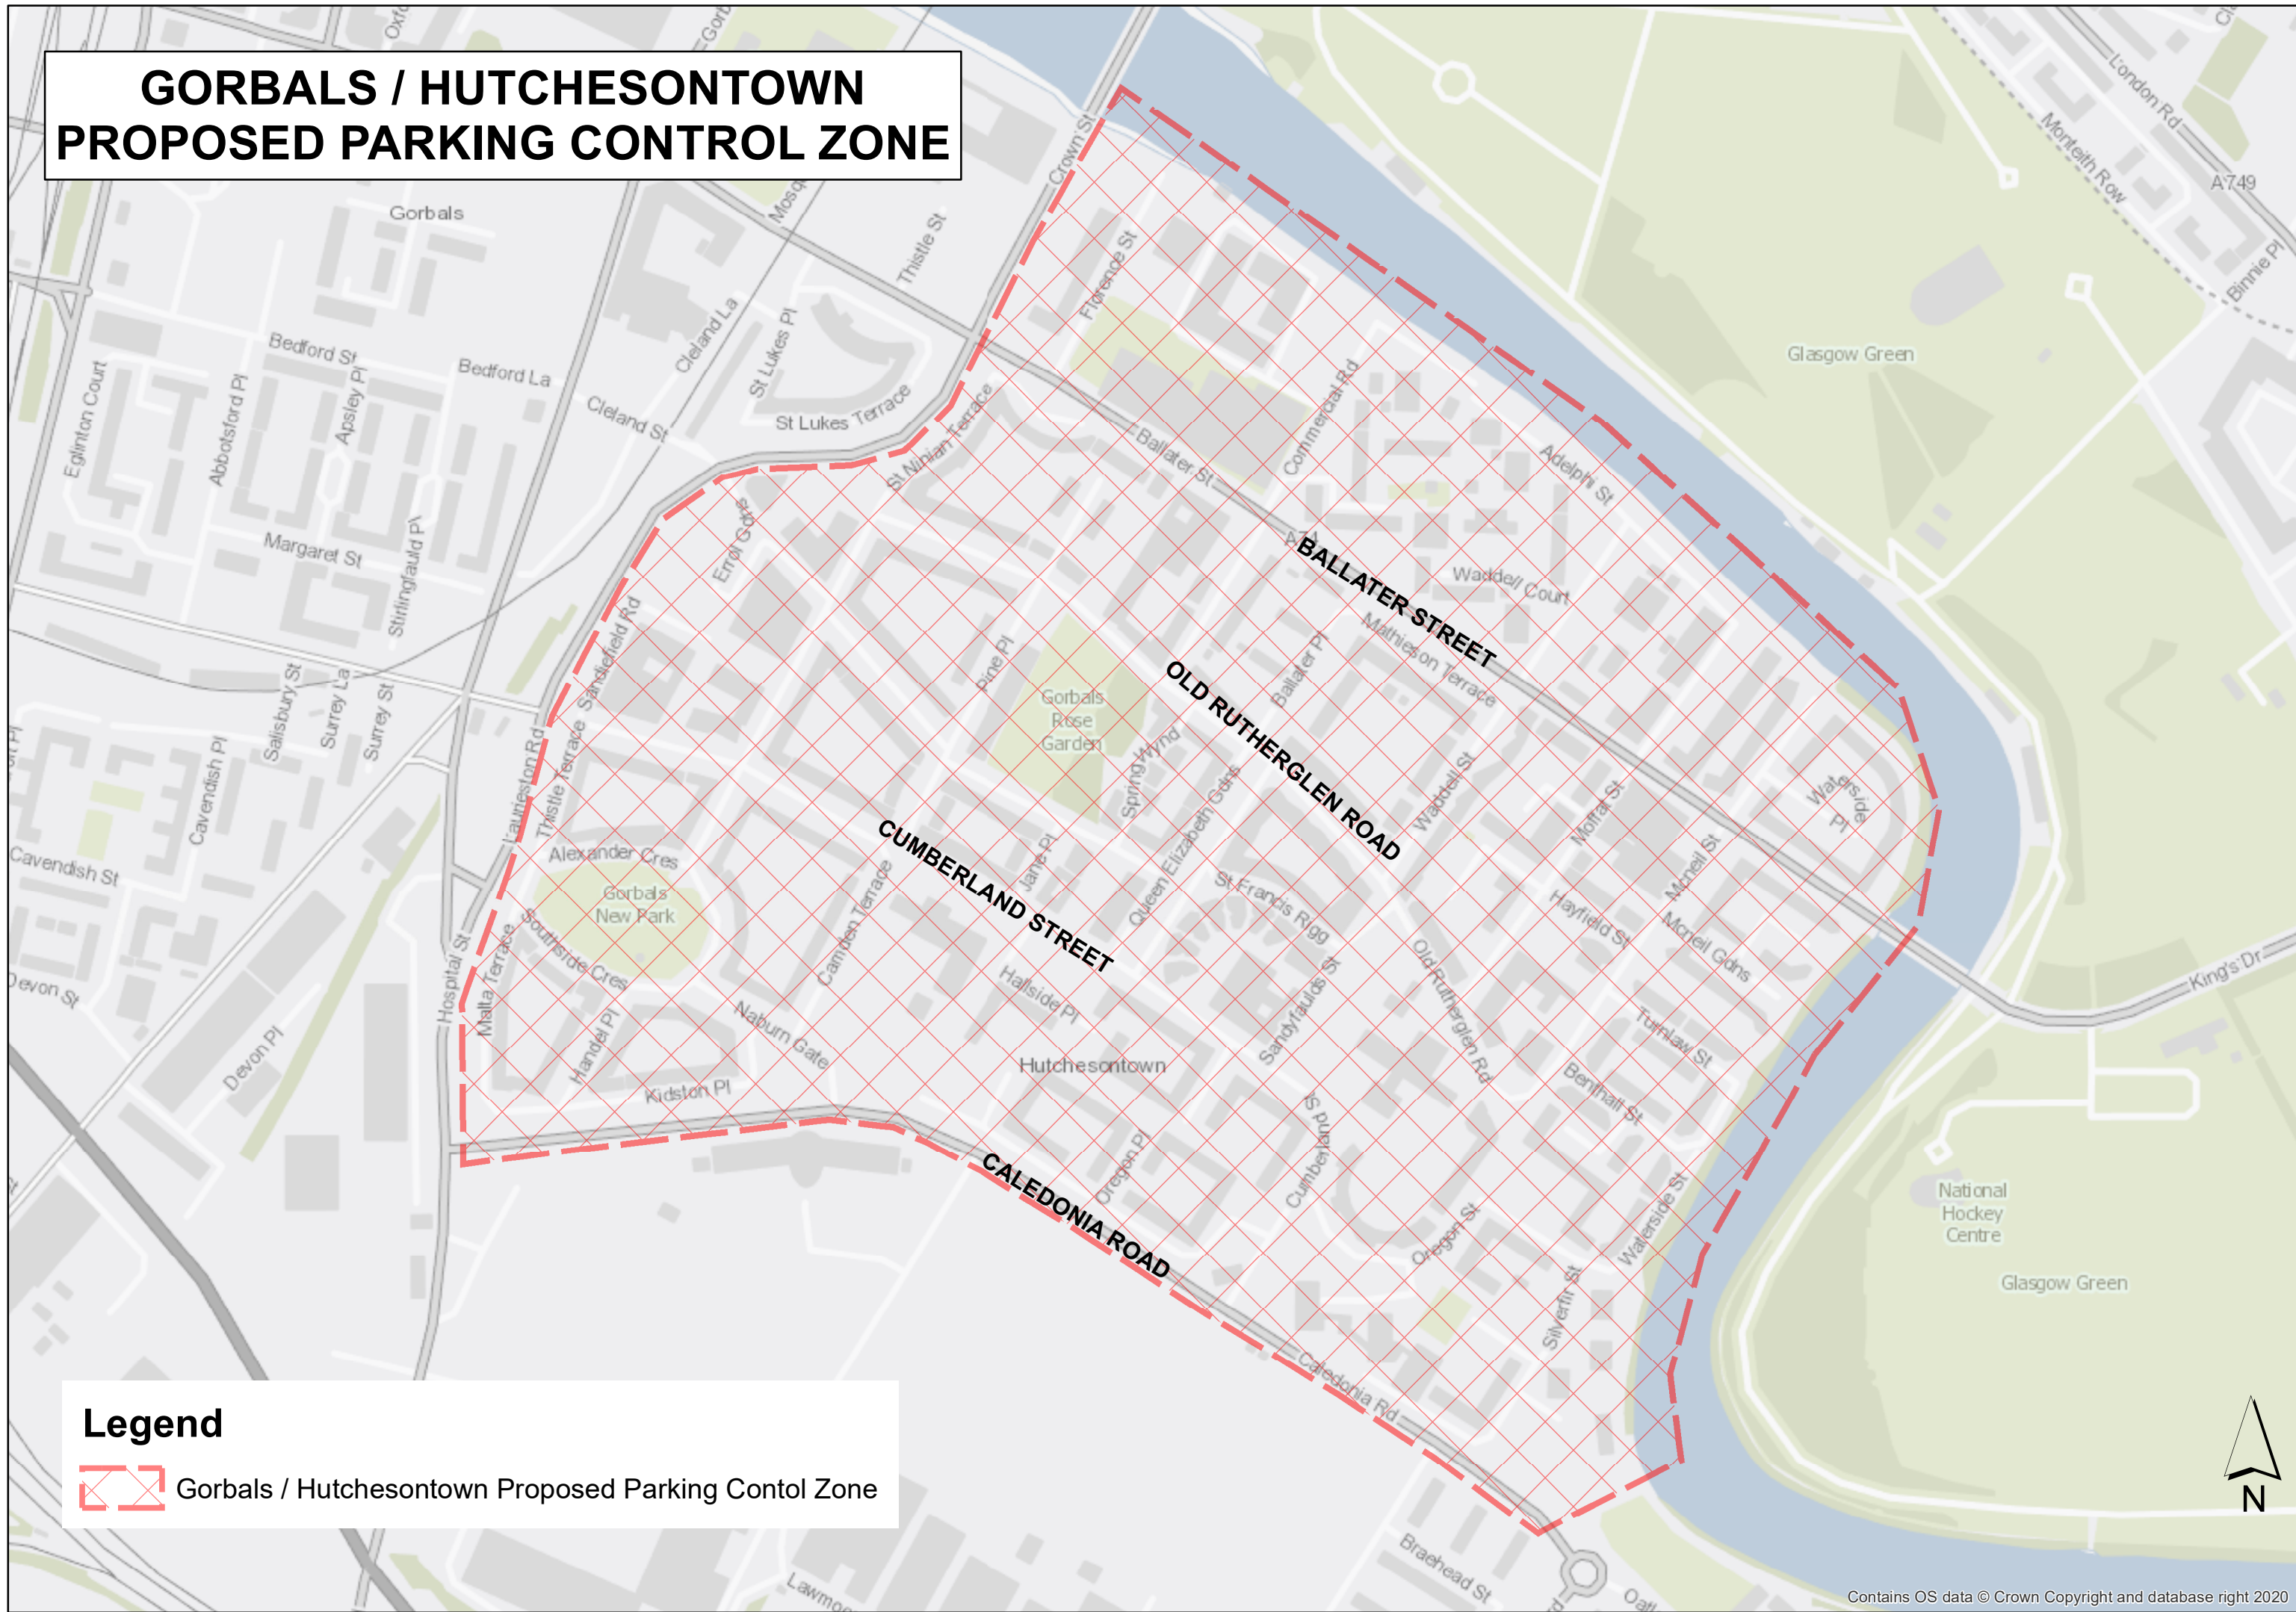 GORBALS / HUTCHESONTOWN
PROPOSED PARKING CONTROL ZONE
Crown St
London Rd
Monteith Row
A749
Binnie Pl
Gorbals
Thistle St
Florence St
Glasgow Green
Bedford St
Bedford La
Cleland La
St Lukes Pl
Cleland St
St Lukes Terrace
St Ninian Terrace
Eglinton Court
Abbotsford Pl
Apsley Pl
Ballater St
Commercial Rd
Adelphi St
Margaret St
Stirlingfauld Pl
Errol Gdns
BALLATER STREET
Waddell Court
Mathieson Terrace
Sandiefield Rd
Pine Pl
Gorbals
Rose
Garden
OLD RUTHERGLEN ROAD
Ballater Pl
Salisbury St
Surrey La
Surrey St
Cavendish Pl
Laurieston Rd
Thistle Terrace
Spring Wynd
Queen Elizabeth Gdns
Waddell St
Moffat St
Waterside
Pl
Mcneil St
CUMBERLAND STREET
Jane Pl
Alexander Cres
Cavendish St
Gorbals
New Park
Camden Terrace
St Francis Rigg
Hayfield St
Mcneil Gdns
Southside Cres
Malta Terrace
Hospital St
Devon St
Hallside Pl
Sandyfaulds St
Old Rutherglen Rd
King's Dr
Naburn Gate
Handel Pl
Devon Pl
Turnlaw St
Hutchesontown
Benthall St
Kidston Pl
Cumberland St
Oregon Pl
CALEDONIA ROAD
Oregon St
Waterside St
National
Hockey
Centre
Silverfir St
Glasgow Green
Caledonia Rd
Legend
Gorbals / Hutchesontown Proposed Parking Contol Zone
N
Braehead St
Contains OS data © Crown Copyright and database right 2020